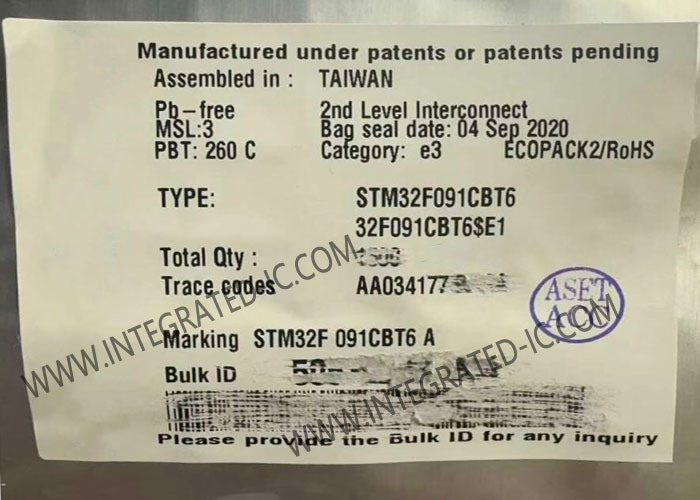 Manufactured under patents or patents pending
Assembled in : TAIWAN
Pb-free 2nd Level Interconnect
MSL:3 Bag seal date: 04 Sep 2020
PBT: 260 C Category: e3 ECOPACK2/RoHS
TYPE: STM32F091CBT6
32F091CBT6$E1
Total Qty :
Trace codes
ASET
AOC
Marking STM32F 091CBT6 A
Bulk ID
Please provide the Bulk ID for any inquiry
WWW.INTEGRATED-IC.COM
WWW.INTEGRATED-IC.COM